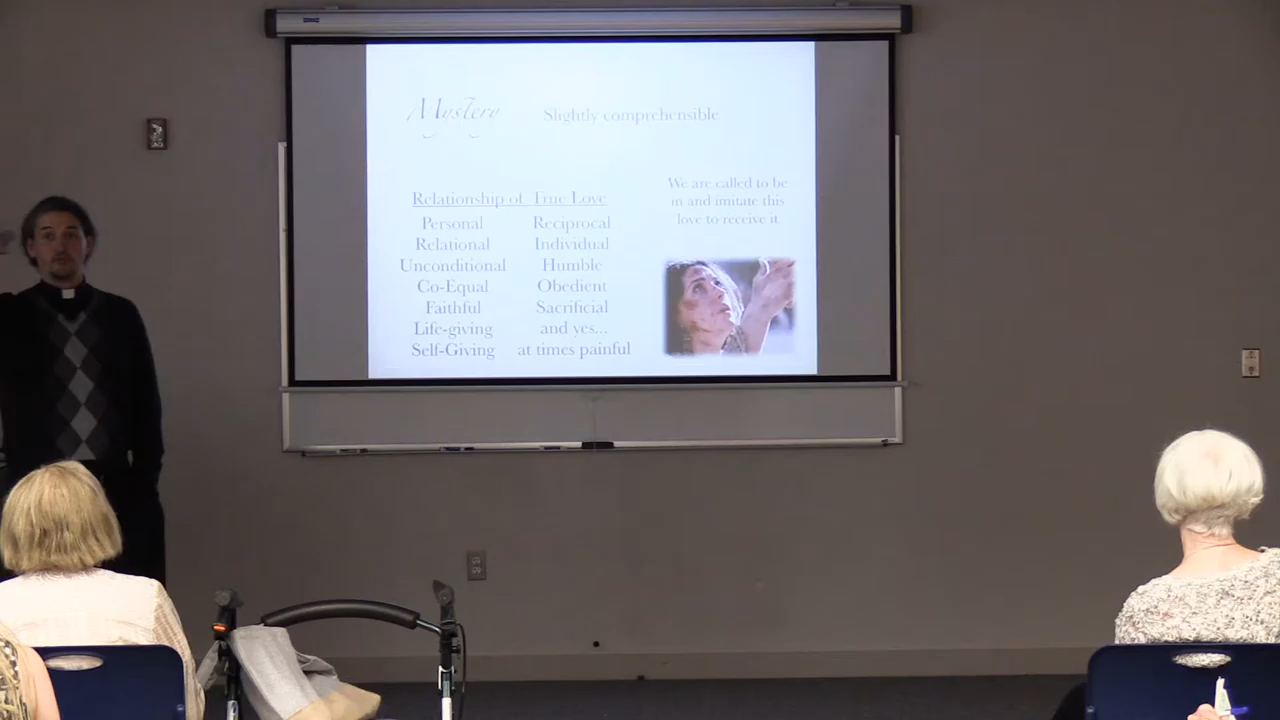 Mystery
Slightly comprehensible
Relationship of True Love
Personal
Relational
Unconditional
Co-Equal
Faithful
Life-giving
Self-Giving
Reciprocal
Individual
Humble
Obedient
Sacrificial
and yes...
at times painful
We are called to be
in and imitate this
love to receive it